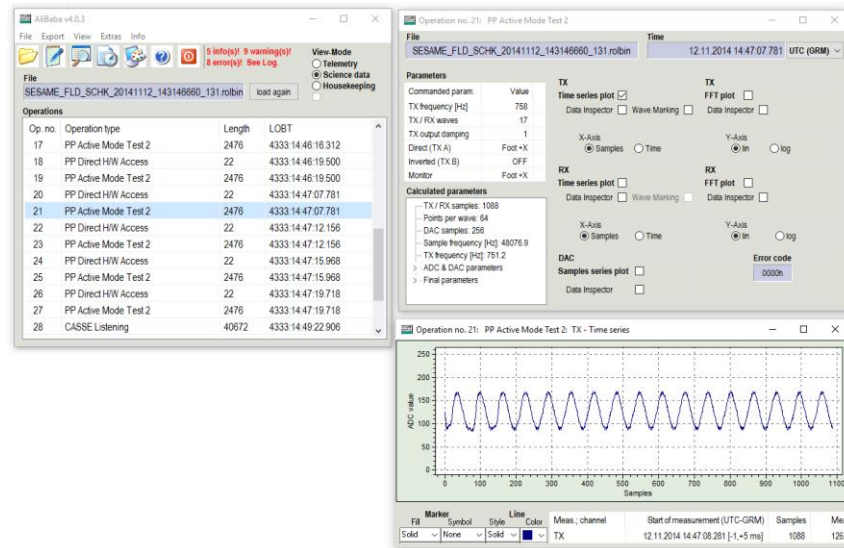 AliBaba v4.0.3
File Export View Extras Info
5 info(s)! 9 warning(s)!
8 error(s)! See Log.
View-Mode
Telemetry
Science data
Housekeeping
File
SESAME_FLD_SCHK_20141112_143146660_131.rolbin load again
Operations
Op. no. Operation type Length LOBT
17 PP Active Mode Test 2 2476 4333:14:46:16.312
18 PP Direct H/W Access 22 4333:14:46:19.500
19 PP Active Mode Test 2 2476 4333:14:46:19.500
20 PP Direct H/W Access 22 4333:14:47:07.781
21 PP Active Mode Test 2 2476 4333:14:47:07.781
22 PP Direct H/W Access 22 4333:14:47:12.156
23 PP Active Mode Test 2 2476 4333:14:47:12.156
24 PP Direct H/W Access 22 4333:14:47:15.968
25 PP Active Mode Test 2 2476 4333:14:47:15.968
26 PP Direct H/W Access 22 4333:14:47:19.718
27 PP Active Mode Test 2 2476 4333:14:47:19.718
28 CASSE Listening 40672 4333:14:49:22.906
Operation no. 21: PP Active Mode Test 2
File Time
SESAME_FLD_SCHK_20141112_143146660_131.rolbin 12.11.2014 14:47:07.781 UTC (GRM)
Parameters
Commanded param. Value
TX frequency [Hz] 758
TX / RX waves 17
TX output damping 1
Direct (TX A) Foot +X
Inverted (TX B) OFF
Monitor Foot +X
Calculated parameters
TX / RX samples: 1088
Points per wave: 64
DAC samples: 256
Sample frequency [Hz]: 48076.9
TX frequency [Hz]: 751.2
ADC & DAC parameters
Final parameters
TX TX
Time series plot FFT plot
Data Inspector Wave Marking Data Inspector
X-Axis Y-Axis
Samples Time lin log
RX RX
Time series plot FFT plot
Data Inspector Wave Marking Data Inspector
X-Axis Y-Axis
Samples Time lin log
DAC Error code
Samples series plot 0000h
Data Inspector
Operation no. 21: PP Active Mode Test 2: TX - Time series
250
200
150
100
50
0
ADC value
0 100 200 300 400 500 600 700 800 900 1000 1100
Samples
Marker Line
Fill Symbol Style Color Meas.; channel Start of measurement (UTC-GRM) Samples Me
Solid None Solid TX 12.11.2014 14:47:08.281 [-1,+5 ms] 1088 126